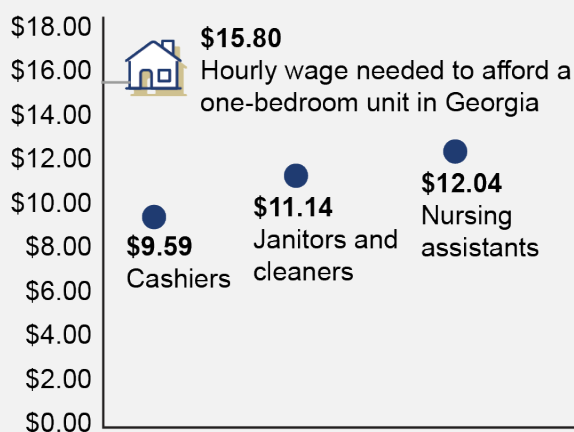 $18.00
$16.00
$14.00
$12.00
$10.00
$8.00
$6.00
$4.00
$2.00
$0.00
$15.80
Hourly wage needed to afford a
one-bedroom unit in Georgia
$9.59
Cashiers
$11.14
Janitors and
cleaners
$12.04
Nursing
assistants